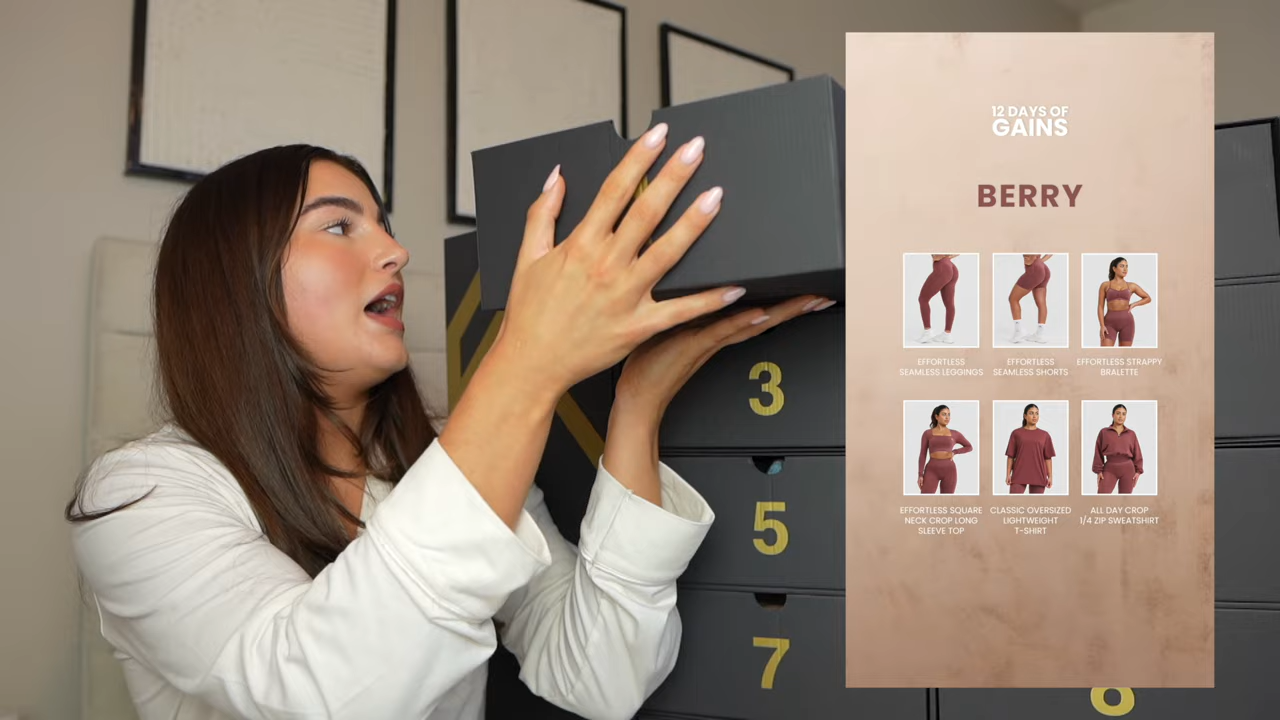 12 DAYS OF
GAINS
BERRY
EFFORTLESS
SEAMLESS LEGGINGS
EFFORTLESS
SEAMLESS SHORTS
EFFORTLESS STRAPPY
BRALETTE
EFFORTLESS SQUARE
NECK CROP LONG
SLEEVE TOP
CLASSIC OVERSIZED
LIGHTWEIGHT
T-SHIRT
ALL DAY CROP
1/4 ZIP SWEATSHIRT
3
5
7